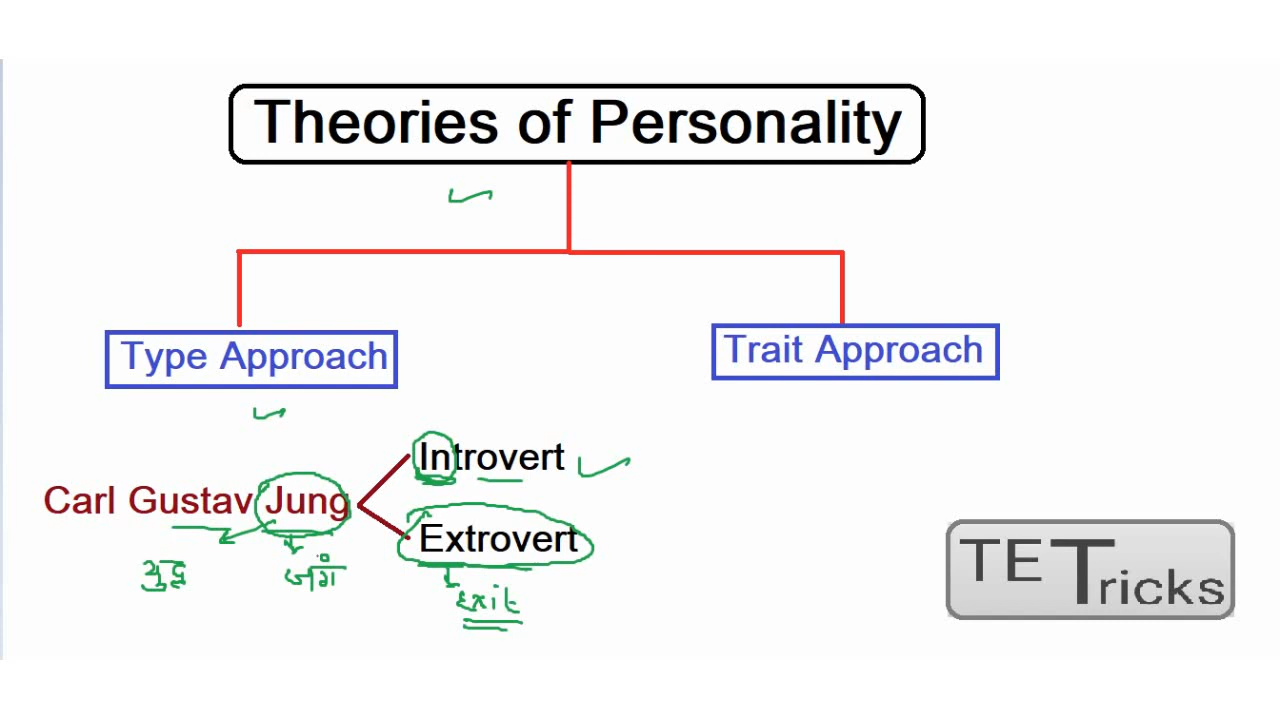 Theories of Personality
Type Approach
Trait Approach
Introvert
Carl Gustav Jung
Extrovert
युद्ध
जंग
exit
TETricks